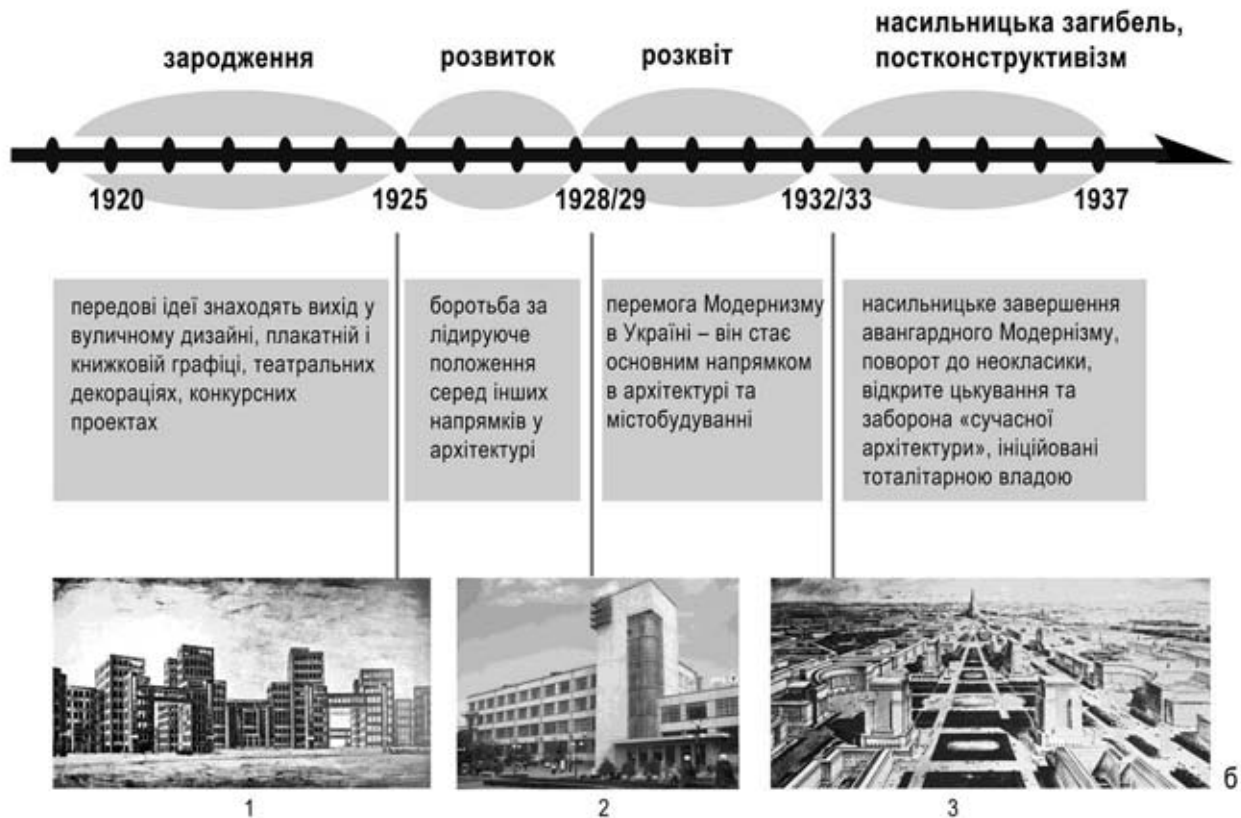 зародження
розвиток
розквіт
насильницька загибель,
постконструктивізм
1920
1925
1928/29
1932/33
1937
передові ідеї знаходять вихід у
вуличному дизайні, плакатній і
книжковій графіці, театральних
декораціях, конкурсних
проектах
боротьба за
лідируюче
положення
серед інших
напрямків у
архітектурі
перемога Модернизму
в Україні – він стає
основним напрямком
в архітектурі та
містобудуванні
насильницьке завершення
авангардного Модернізму,
поворот до неокласики,
відкрите цькування та
заборона «сучасної
архітектури», ініційовані
тоталітарною владою
1
2
3
б